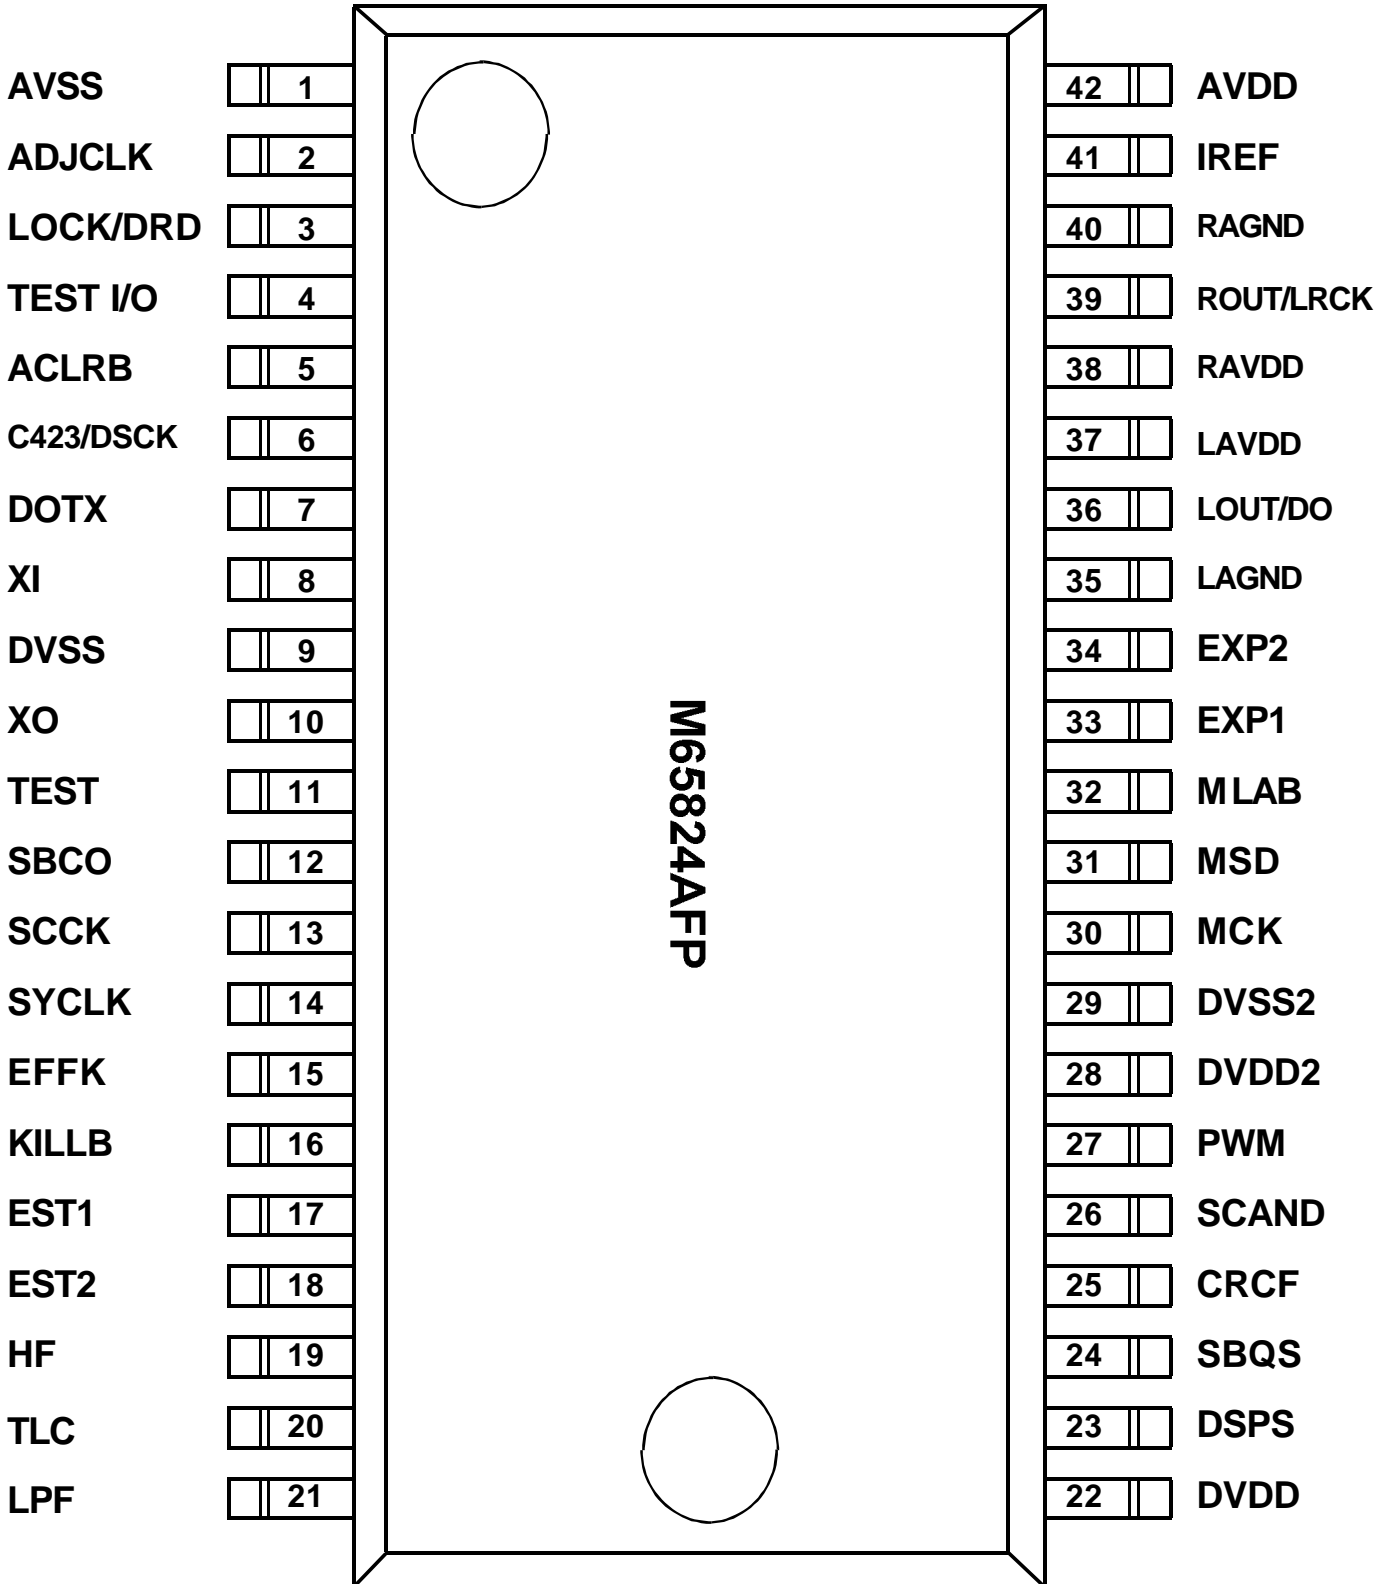 AVSS 1 42 AVDD
ADJCLK 2 41 IREF
LOCK/DRD 3 40 RAGND
TEST I/O 4 39 ROUT/LRCK
ACLRB 5 38 RAVDD
C423/DSCK 6 37 LAVDD
DOTX 7 36 LOUT/DO
XI 8 35 LAGND
DVSS 9 34 EXP2
XO 10 33 EXP1
TEST 11 32 MLAB
SBCO 12 31 MSD
SCCK 13 30 MCK
SYCLK 14 29 DVSS2
EFFK 15 28 DVDD2
KILLB 16 27 PWM
EST1 17 26 SCAND
EST2 18 25 CRCF
HF 19 24 SBQS
TLC 20 23 DSPS
LPF 21 22 DVDD
M65824AFP